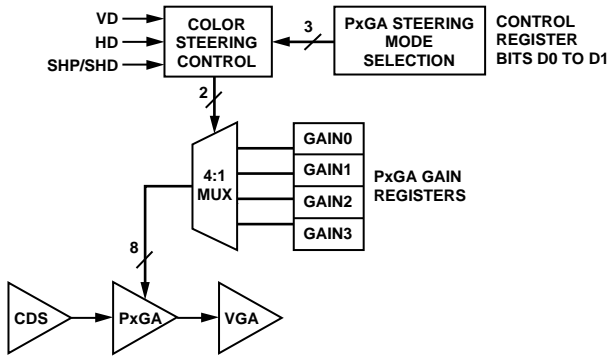 VD
HD
SHP/SHD
COLOR
STEERING
CONTROL
3
PxGA STEERING
MODE
SELECTION
CONTROL
REGISTER
BITS D0 TO D1
2
4:1
MUX
GAIN0
GAIN1
GAIN2
GAIN3
PxGA GAIN
REGISTERS
8
CDS
PxGA
VGA